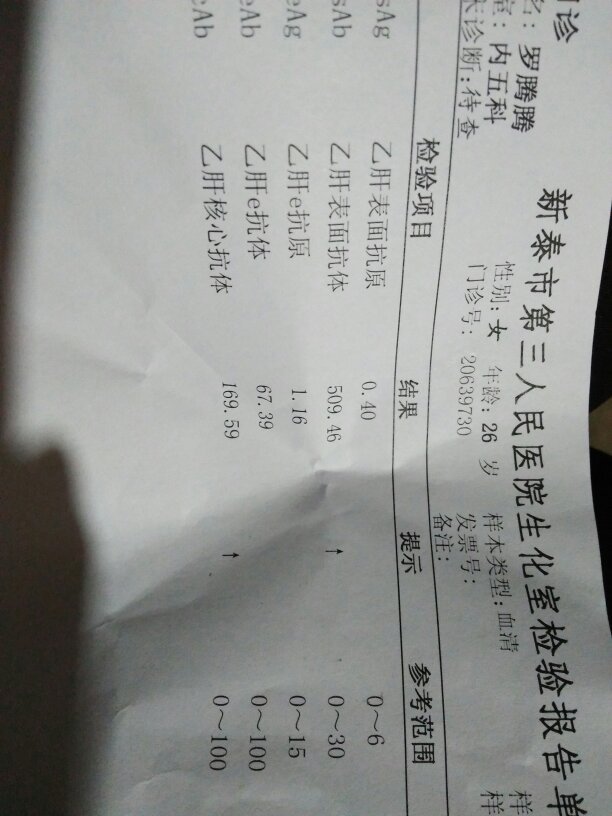 新泰市第三人民医院生化室检验报告单
罗腾腾 性别: 女 年龄: 26 岁 样本类型: 血清
内五科 门诊号: 20639730 发票号:
诊断: 待查 备注:
检验项目 结果 提示 参考范围
sAg 乙肝表面抗原 0.40 0～6
sAb 乙肝表面抗体 509.46 ↑ 0～30
eAg 乙肝e抗原 1.16 0～15
eAb 乙肝e抗体 67.39 0～100
cAb 乙肝核心抗体 169.59 ↑ 0～100